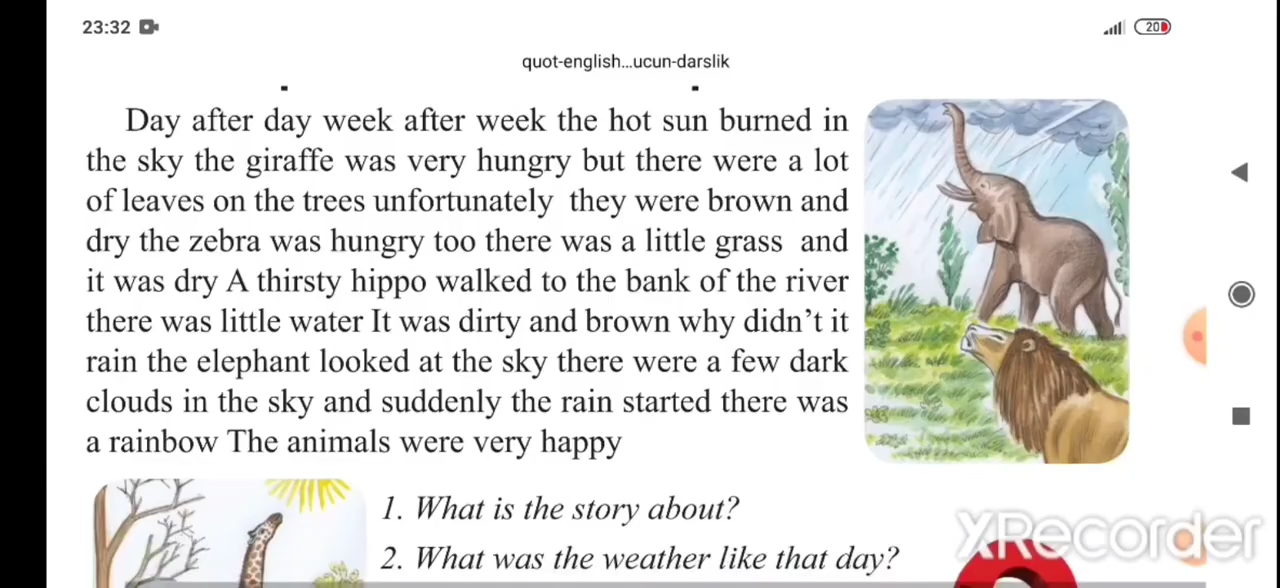 23:32
20
quot-english...ucun-darslik
Day after day week after week the hot sun burned in
the sky the giraffe was very hungry but there were a lot
of leaves on the trees unfortunately they were brown and
dry the zebra was hungry too there was a little grass and
it was dry A thirsty hippo walked to the bank of the river
there was little water It was dirty and brown why didn't it
rain the elephant looked at the sky there were a few dark
clouds in the sky and suddenly the rain started there was
a rainbow The animals were very happy
1. What is the story about?
2. What was the weather like that day?
XRecorder